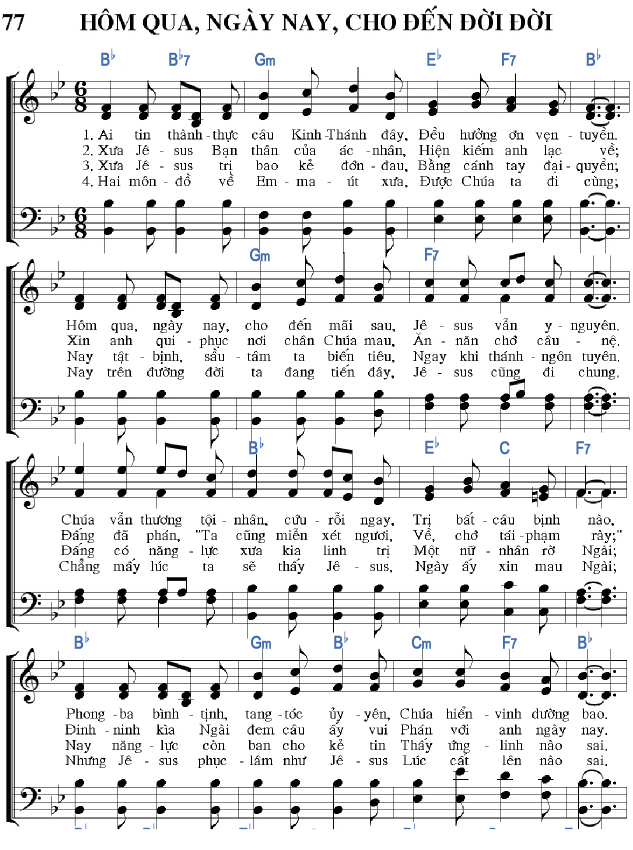 77 HÔM QUA, NGÀY NAY, CHO ĐẾN ĐỜI ĐỜI
B♭ B♭7 Gm E♭ F7 B♭
1. Ai tin thành-thực câu Kinh-Thánh đây, Đều hưởng ơn vẹn-tuyền.
2. Xưa Jê-sus Bạn thân của ác-nhân, Hiện kiếm anh lạc về;
3. Xưa Jê-sus trị bao kẻ đớn-đau, Bằng cánh tay đại-quyền;
4. Hai môn-đồ về Em-ma-út xưa, Được Chúa ta đi cùng;
Gm F7
Hôm qua, ngày nay, cho đến mãi sau, Jê-sus vẫn y-nguyên.
Xin anh qui-phục nơi chân Chúa mau, Ăn-năn chớ câu-nệ.
Nay tật-bịnh, sầu-tâm ta biến tiêu, Ngay khi thánh-ngôn tuyên.
Nay trên đường đời ta đang tiến đây, Jê-sus cũng đi chung.
B♭ E♭ C F7
Chúa vẫn thương tội-nhân, cứu-rỗi ngay, Trị bất-câu bịnh nào,
Đấng đã phán, "Ta cũng miễn xét ngươi, Về, chớ tái-phạm rày;"
Đấng có năng-lực xưa kia linh trị Một nữ-nhân rờ Ngài;
Chẳng mấy lúc ta sẽ thấy Jê-sus, Ngày ấy xin mau Ngài;
B♭ Gm B♭ Cm F7 B♭
Phong-ba bình-tịnh, tang-tóc ủy-yên, Chúa hiển-vinh dường bao.
Đinh-ninh kìa Ngài đem câu ấy vui Phán với anh ngày nay.
Nay năng-lực còn ban cho kẻ tin Thấy ứng-linh nào sai.
Nhưng Jê-sus phục-lâm như Jê-sus Lúc cất lên nào sai.